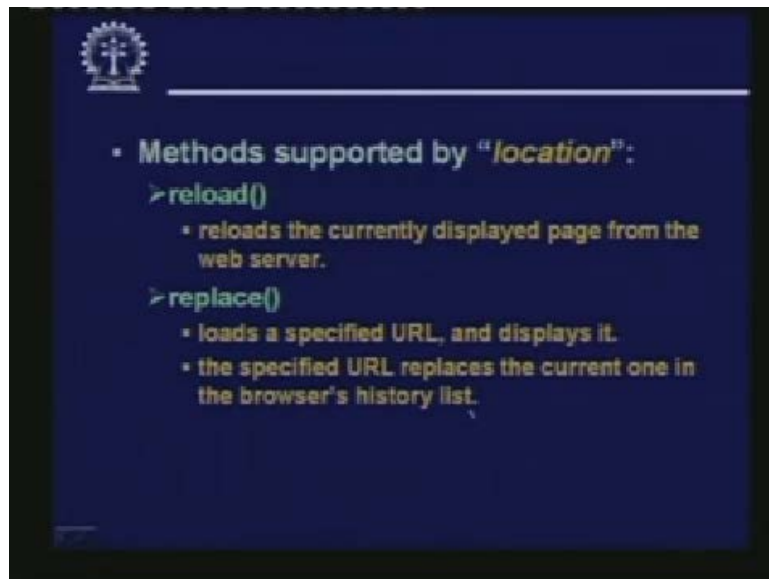 Methods supported by "location":
reload()
reloads the currently displayed page from the
web server.
replace()
loads a specified URL, and displays it.
the specified URL replaces the current one in
the browser's history list.